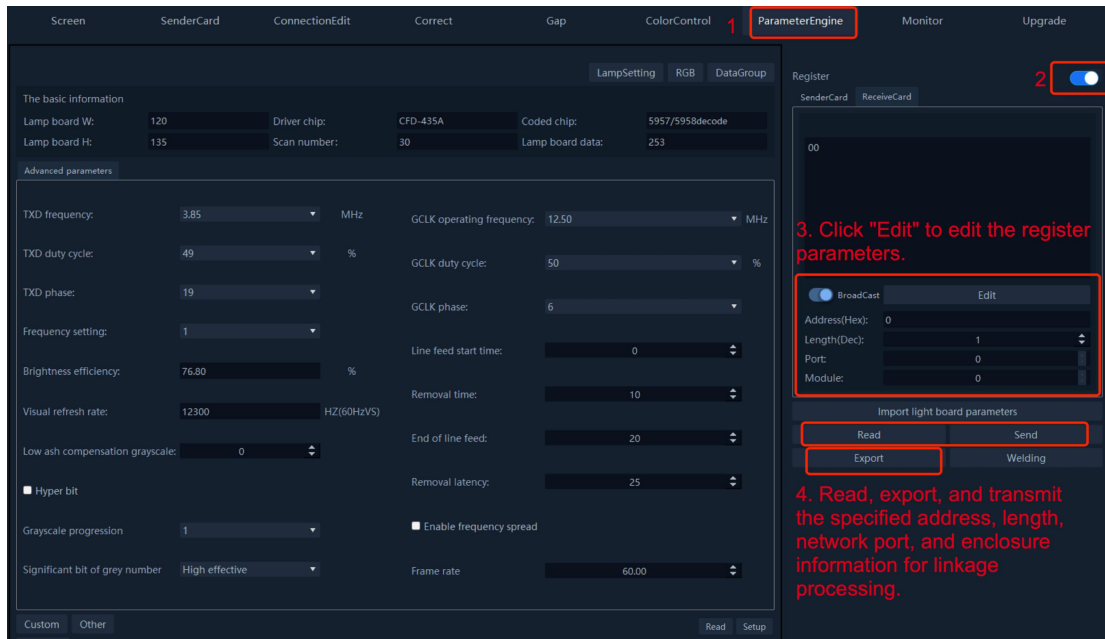 Screen SenderCard ConnectionEdit Correct Gap ColorControl 1 ParameterEngine Monitor Upgrade
LampSetting RGB DataGroup
Register 2
SenderCard ReceiveCard
The basic information
Lamp board W: 120 Driver chip: CFD-435A Coded chip: 5957/5958decode
Lamp board H: 135 Scan number: 30 Lamp board data: 253
00
Advanced parameters
TXD frequency: 3.85 MHz
TXD duty cycle: 49 %
TXD phase: 19
Frequency setting: 1
Brightness efficiency: 76.80 %
Visual refresh rate: 12300 HZ(60HzVS)
Low ash compensation grayscale: 0
Hyper bit
Grayscale progression 1
Significant bit of grey number High effective
GCLK operating frequency: 12.50 MHz
GCLK duty cycle: 50 %
GCLK phase: 6
Line feed start time: 0
Removal time: 10
End of line feed: 20
Removal latency: 25
Enable frequency spread
Frame rate 60.00
Custom Other Read Setup
3. Click "Edit" to edit the register
parameters.
BroadCast Edit
Address(Hex): 0
Length(Dec): 1
Port: 0
Module: 0
Import light board parameters
Read Send
Export Welding
4. Read, export, and transmit
the specified address, length,
network port, and enclosure
information for linkage
processing.